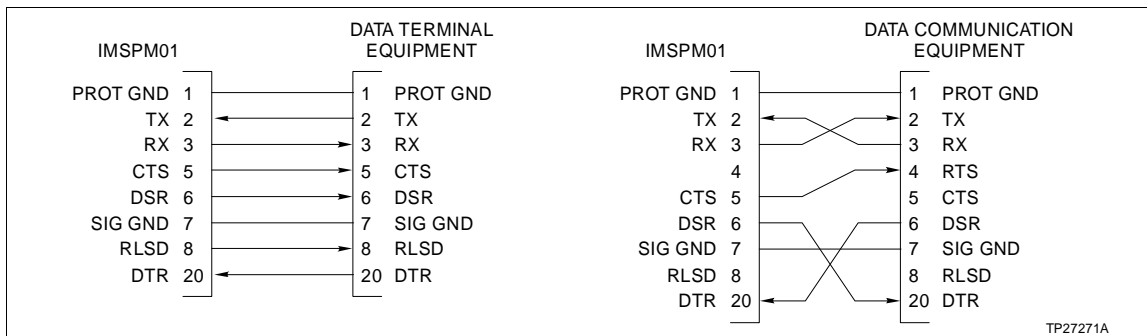 IMSPM01
DATA TERMINAL
EQUIPMENT
PROT GND 1 1 PROT GND
TX 2 2 TX
RX 3 3 RX
CTS 5 5 CTS
DSR 6 6 DSR
SIG GND 7 7 SIG GND
RLSD 8 8 RLSD
DTR 20 20 DTR
IMSPM01
DATA COMMUNICATION
EQUIPMENT
PROT GND 1 1 PROT GND
TX 2 2 TX
RX 3 3 RX
4 4 RTS
CTS 5 5 CTS
DSR 6 6 DSR
SIG GND 7 7 SIG GND
RLSD 8 8 RLSD
DTR 20 20 DTR
TP27271A